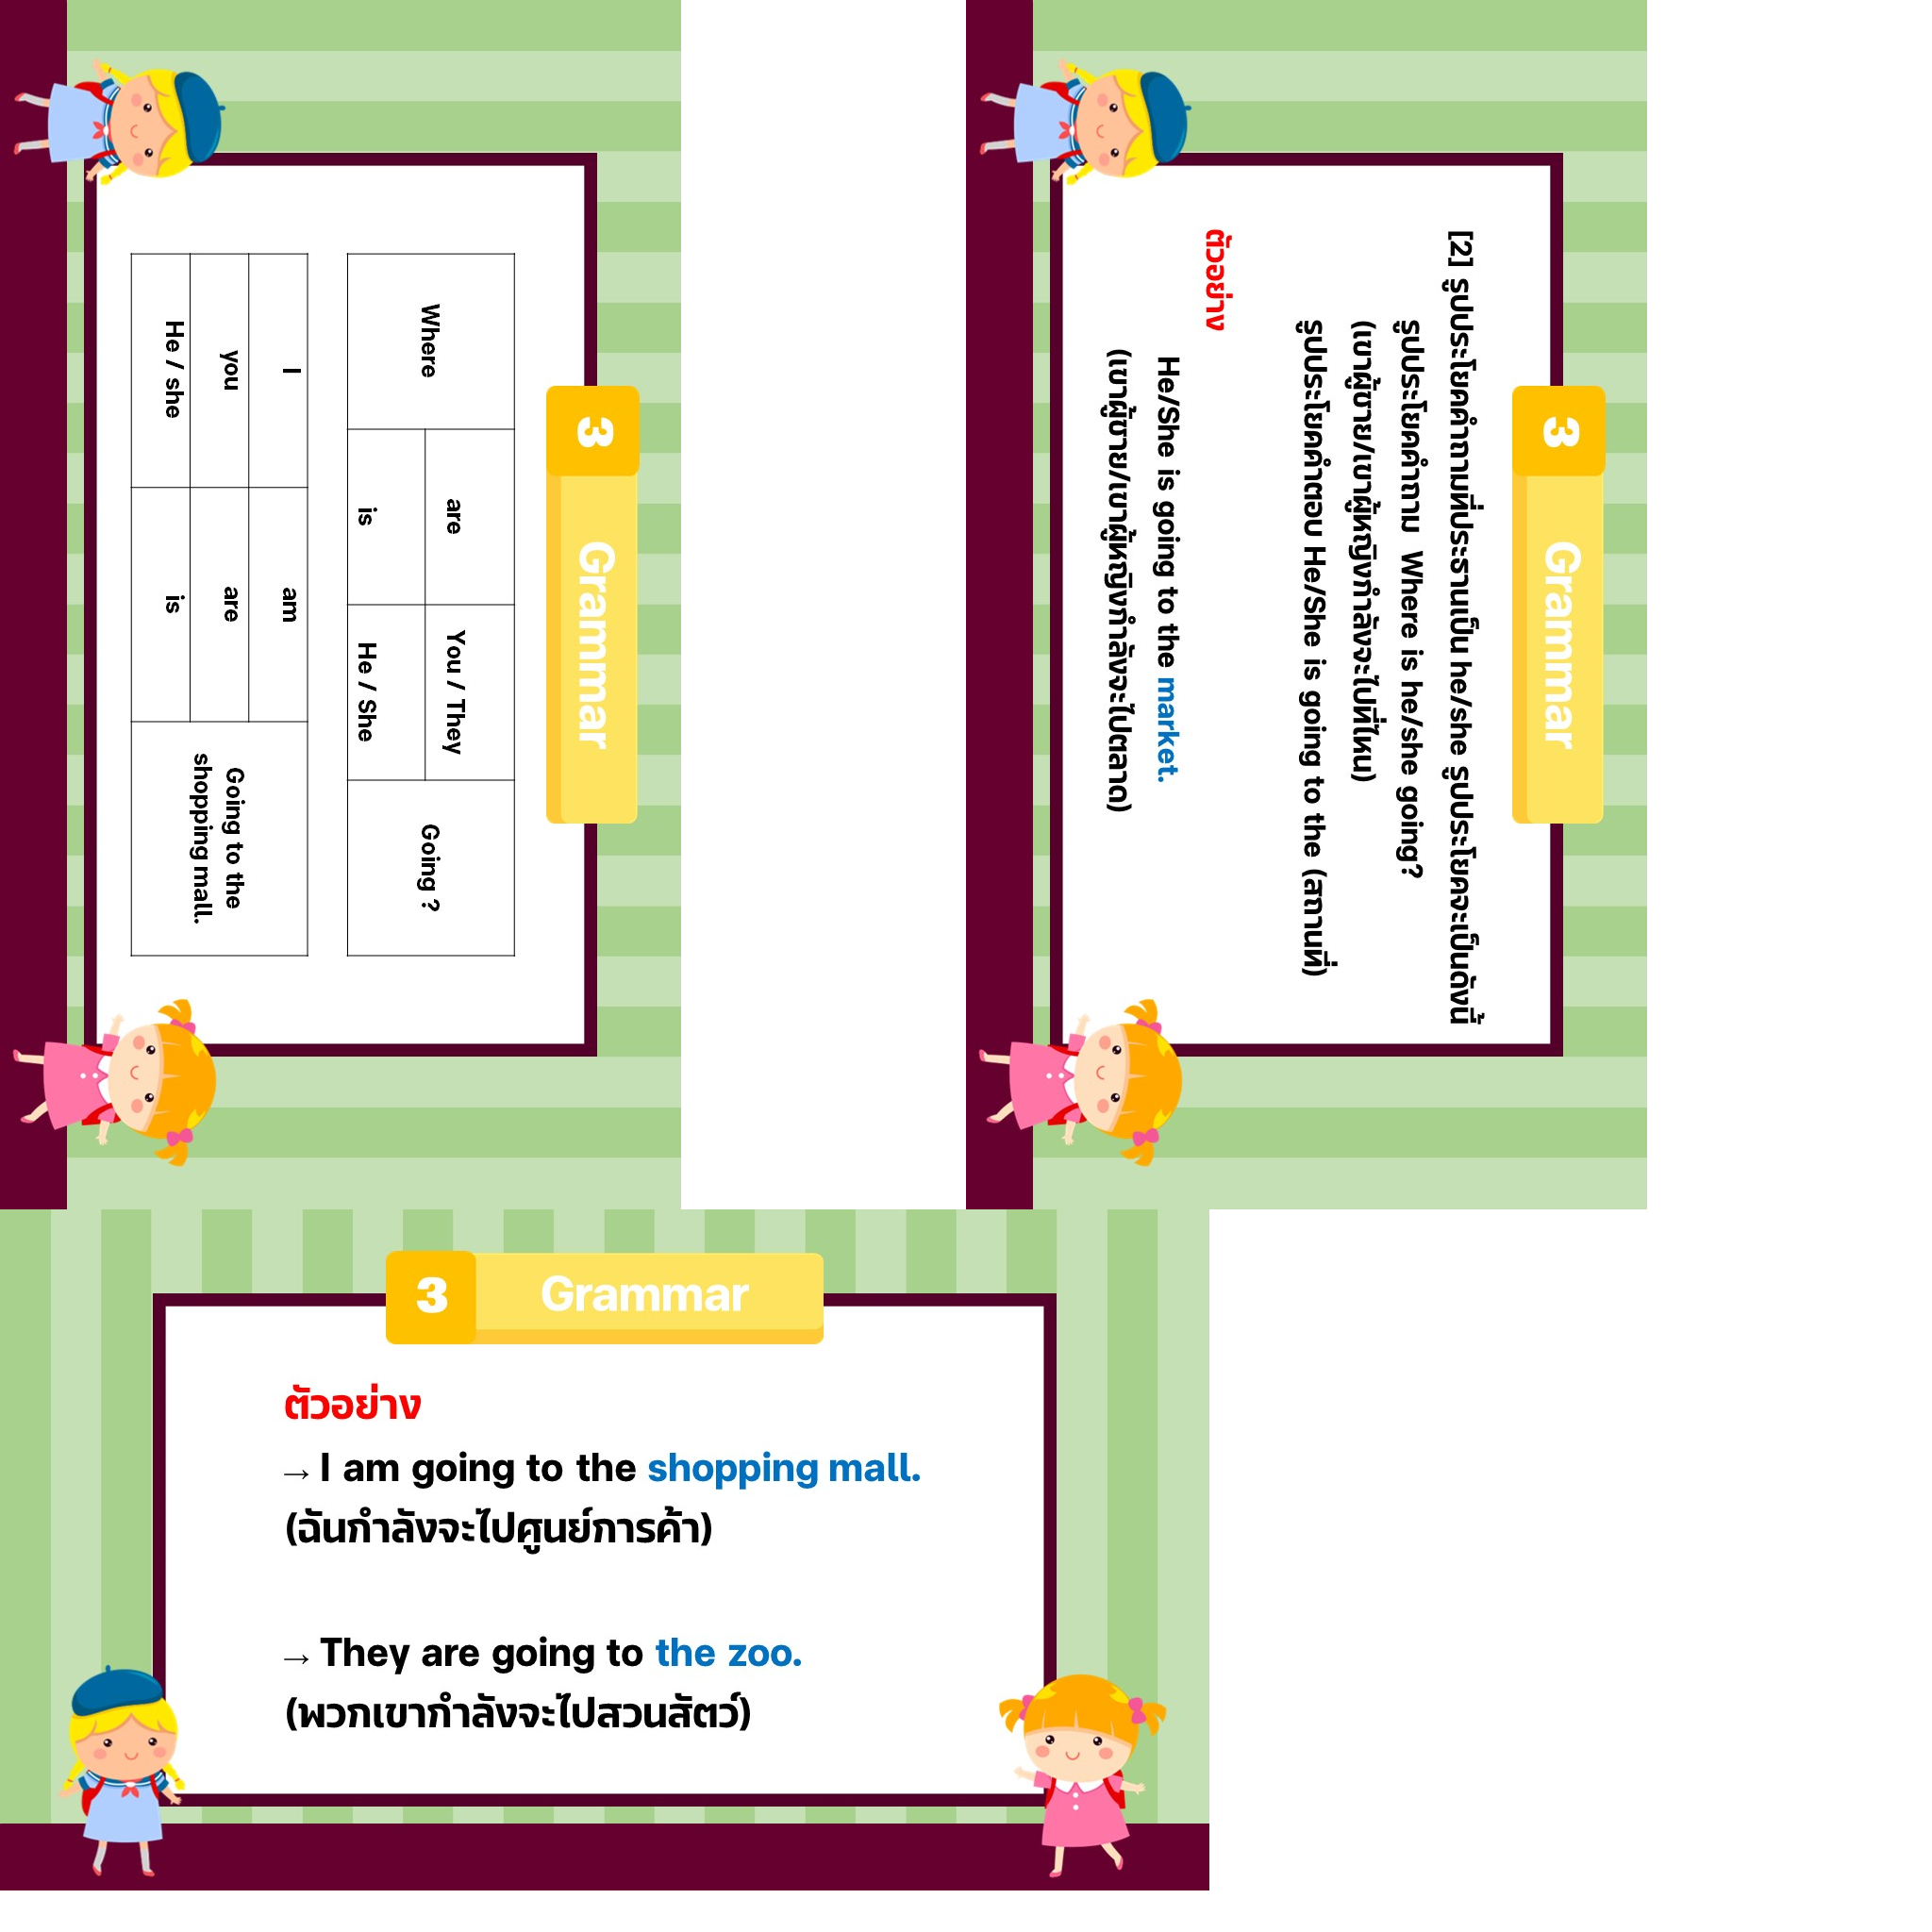 3 Grammar
Where are You / They Going ?
is He / She
I am Going to the
you are shopping mall.
He / she is
3 Grammar
[2] รูปประโยคคำถามที่ประธานเป็น he/she รูปประโยคจะเป็นดังนี้
รูปประโยคคำถาม Where is he/she going?
(เขาผู้ชาย/เขาผู้หญิงกำลังจะไปที่ไหน)
รูปประโยคคำตอบ He/She is going to the (สถานที่)
ตัวอย่าง
He/She is going to the market.
(เขาผู้ชาย/เขาผู้หญิงกำลังจะไปตลาด)
3 Grammar
ตัวอย่าง
→ I am going to the shopping mall.
(ฉันกำลังจะไปศูนย์การค้า)
→ They are going to the zoo.
(พวกเขากำลังจะไปสวนสัตว์)